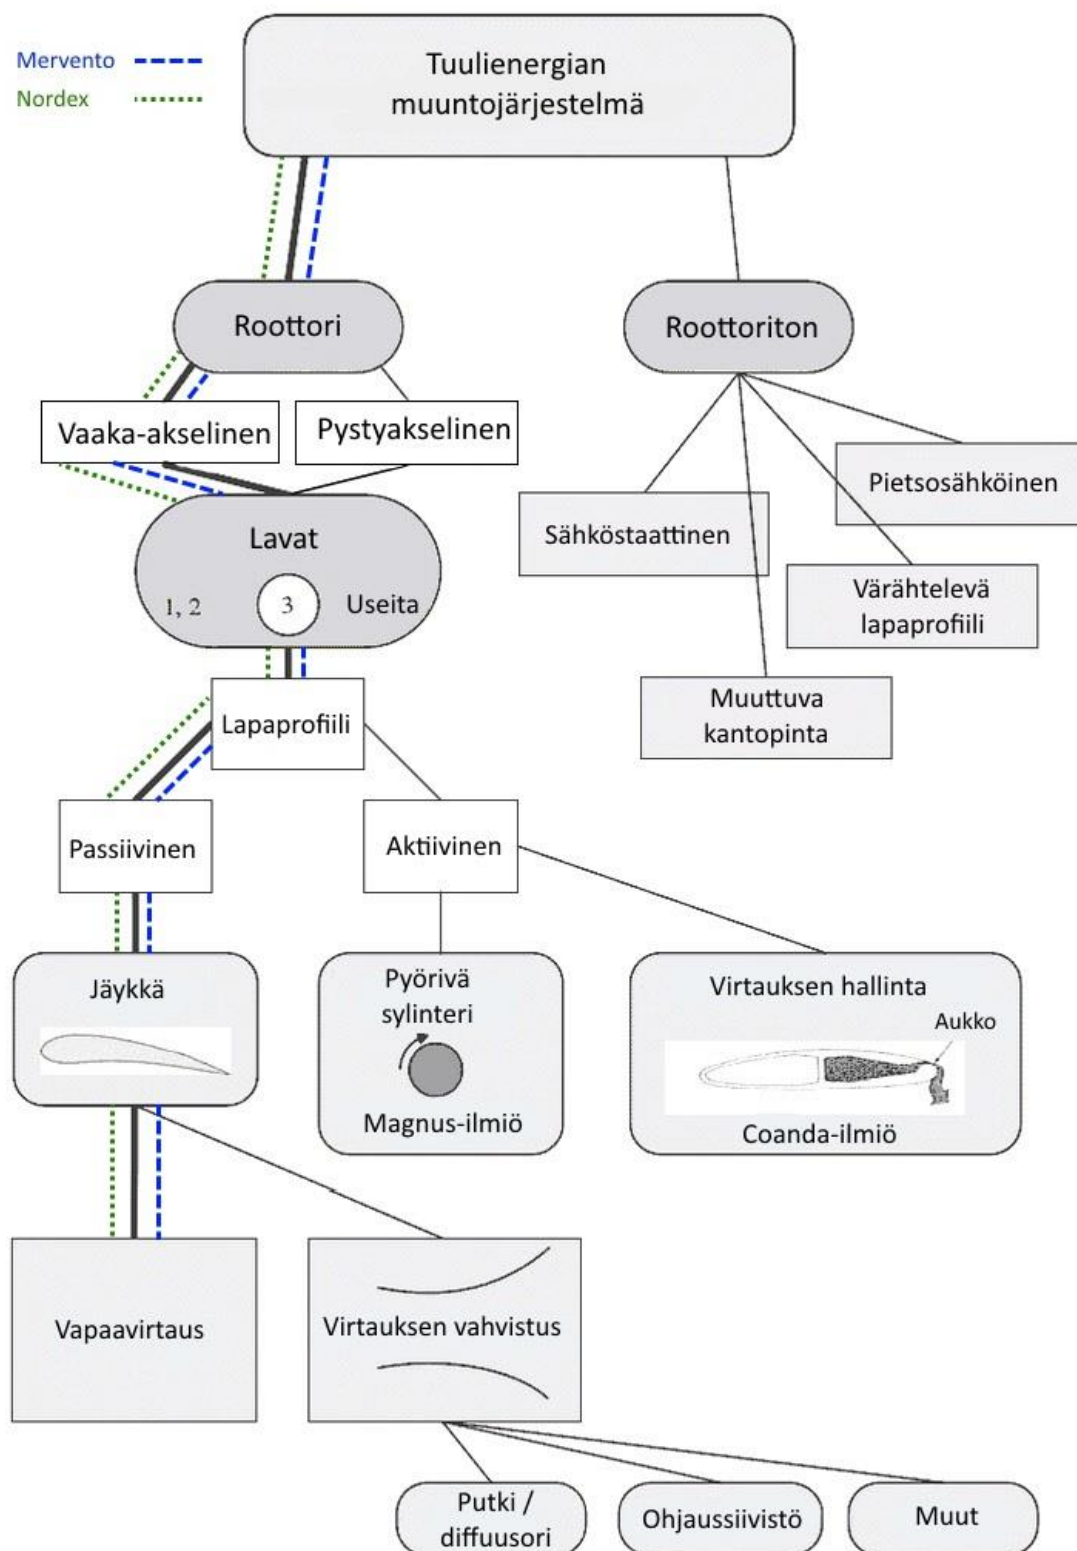 Mervento
Nordex
Tuulienergian
muuntojärjestelmä
Roottori
Roottoriton
Vaaka-akselinen
Pystyakselinen
Pietsosähköinen
Sähköstaattinen
Lavat
1, 2
3
Useita
Värähtelevä
lapaprofiili
Muuttuva
kantopinta
Lapaprofiili
Passiivinen
Aktiivinen
Jäykkä
Pyörivä
sylinteri
Magnus-ilmiö
Virtauksen hallinta
Aukko
Coanda-ilmiö
Vapaavirtaus
Virtauksen vahvistus
Putki /
diffuusori
Ohjaussiivistö
Muut